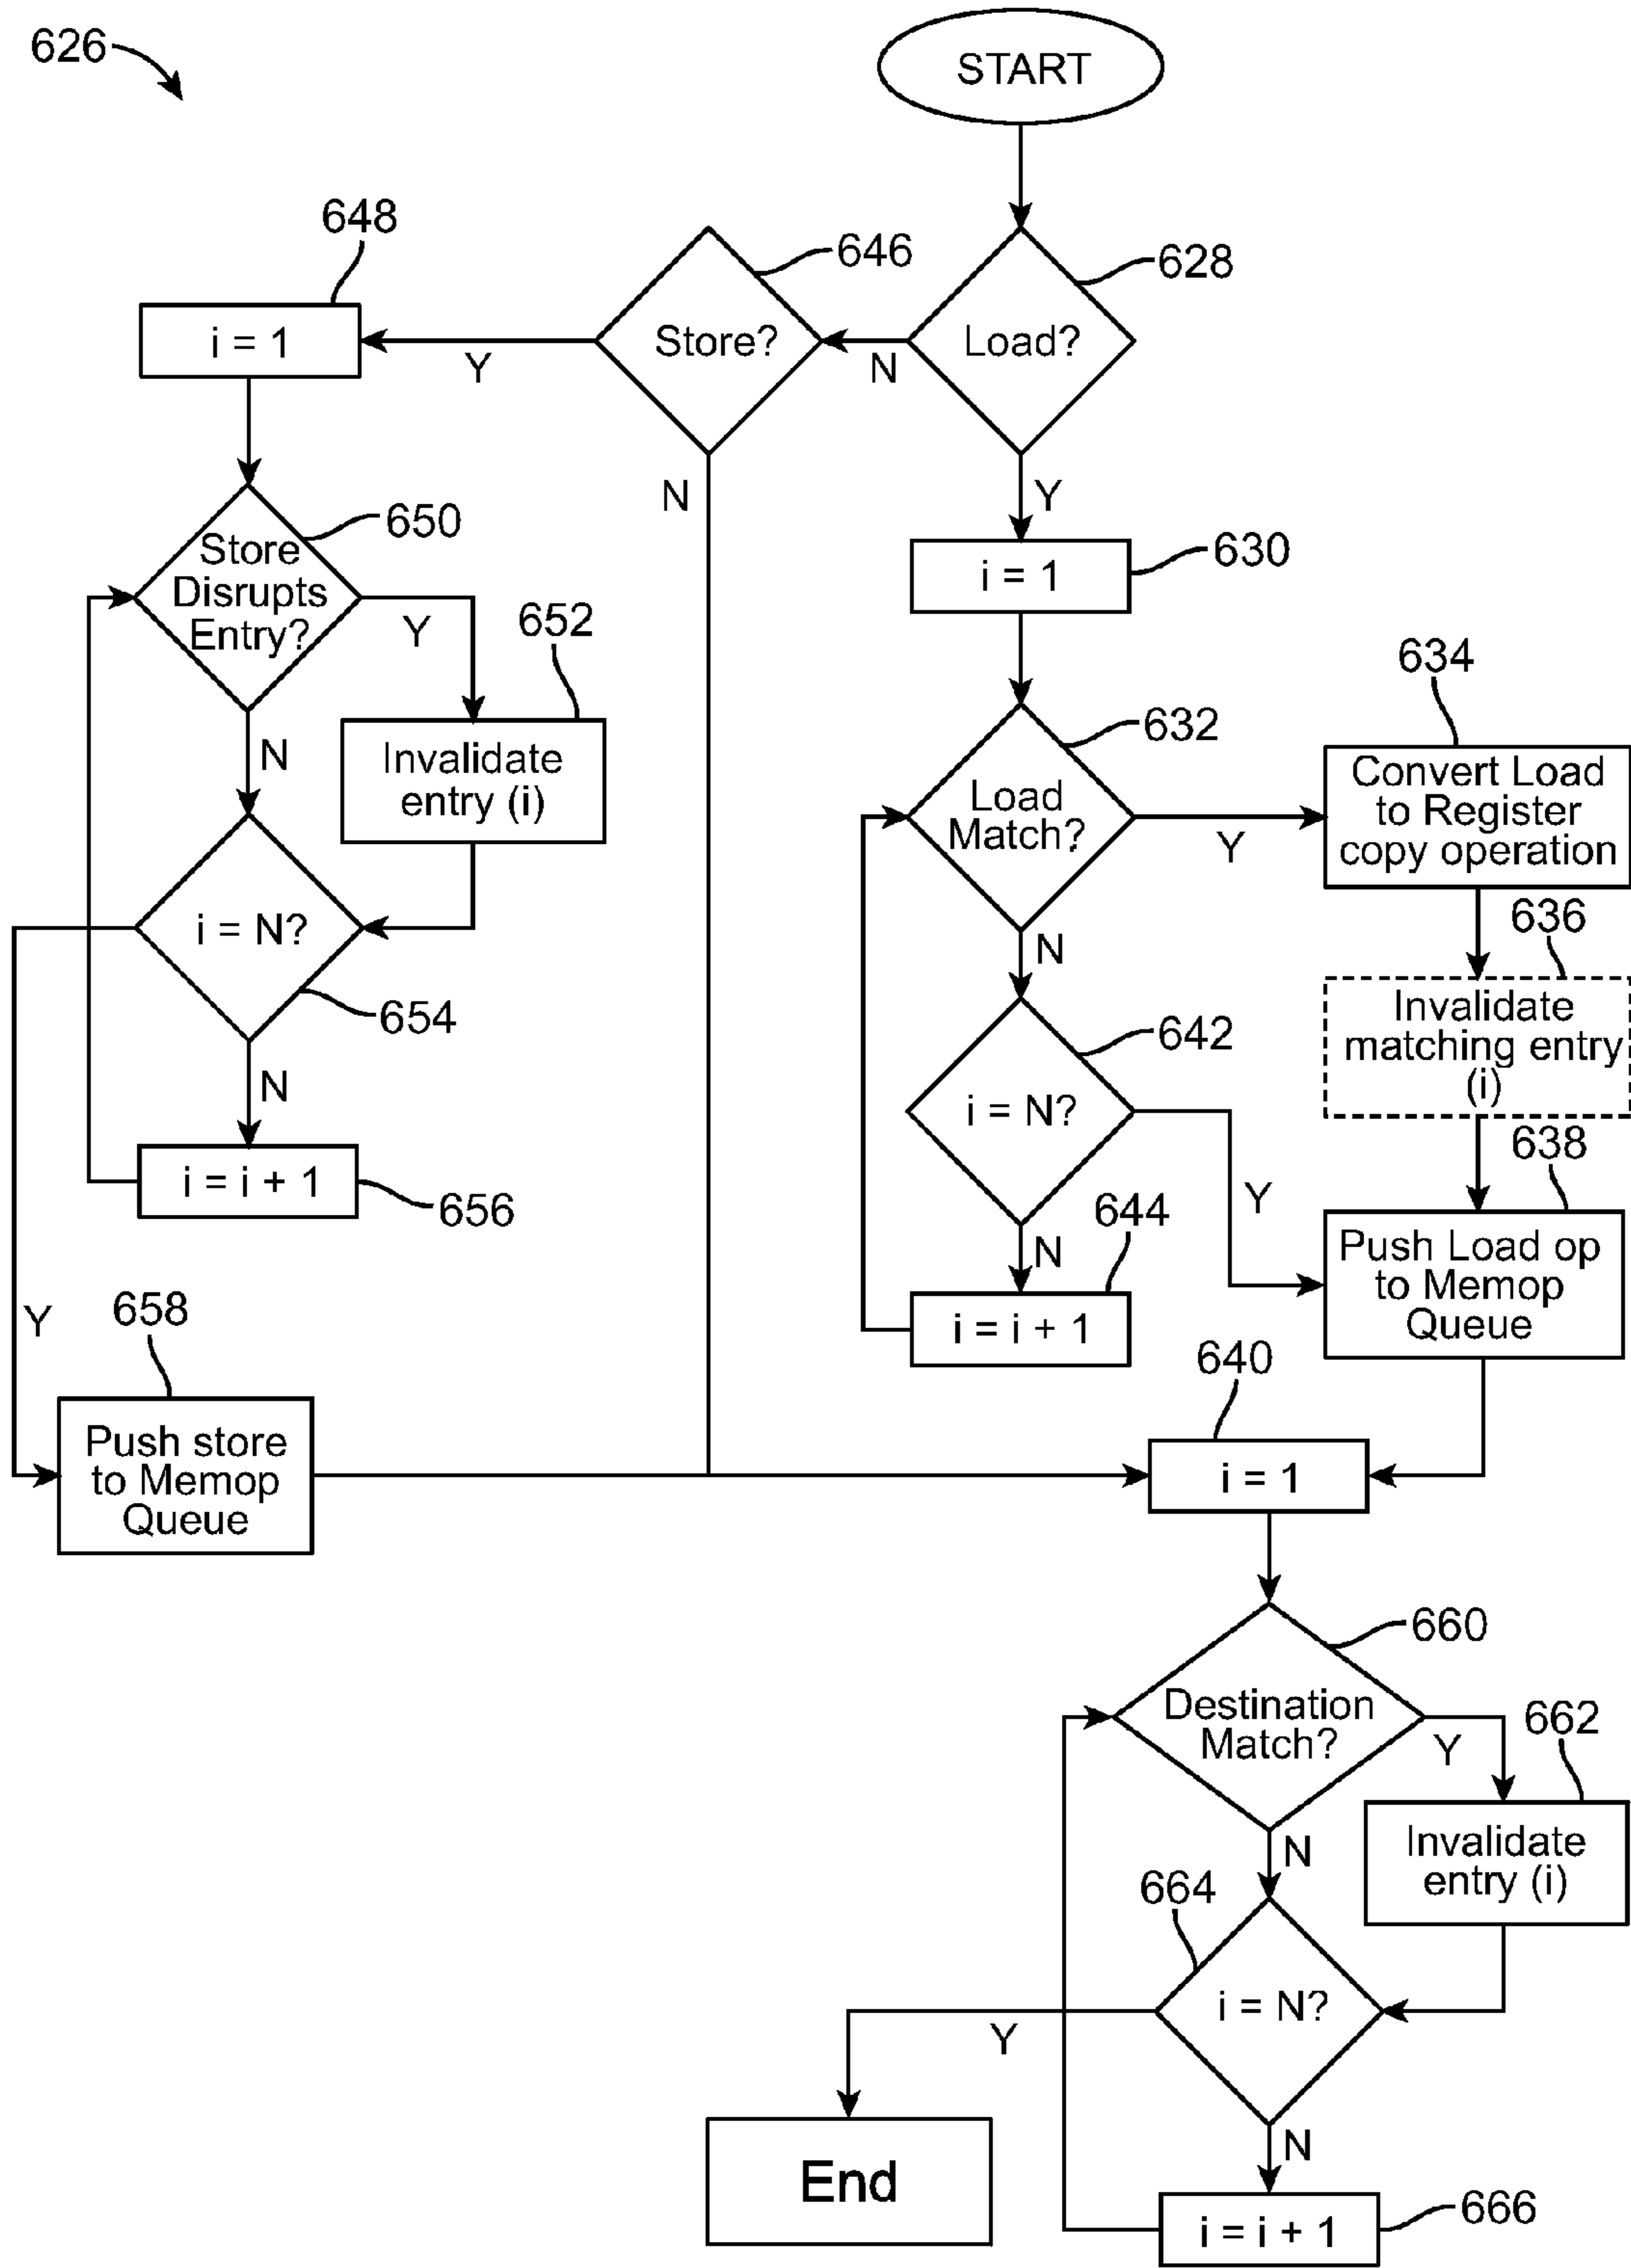 626
START
648
646
628
i = 1
Store?
Load?
Y
N
N
Y
650
Store
Disrupts
Entry?
Y
630
i = 1
652
Invalidate
entry (i)
N
634
632
Load
Match?
Y
Convert Load
to Register
copy operation
i = N?
654
N
636
Invalidate
matching entry
(i)
642
i = N?
N
i = i + 1
656
638
Y
644
N
Push Load op
to Memop
Queue
i = i + 1
Y
658
640
Push store
to Memop
Queue
i = 1
660
Destination
Match?
Y
662
N
Invalidate
entry (i)
664
i = N?
Y
N
End
666
i = i + 1